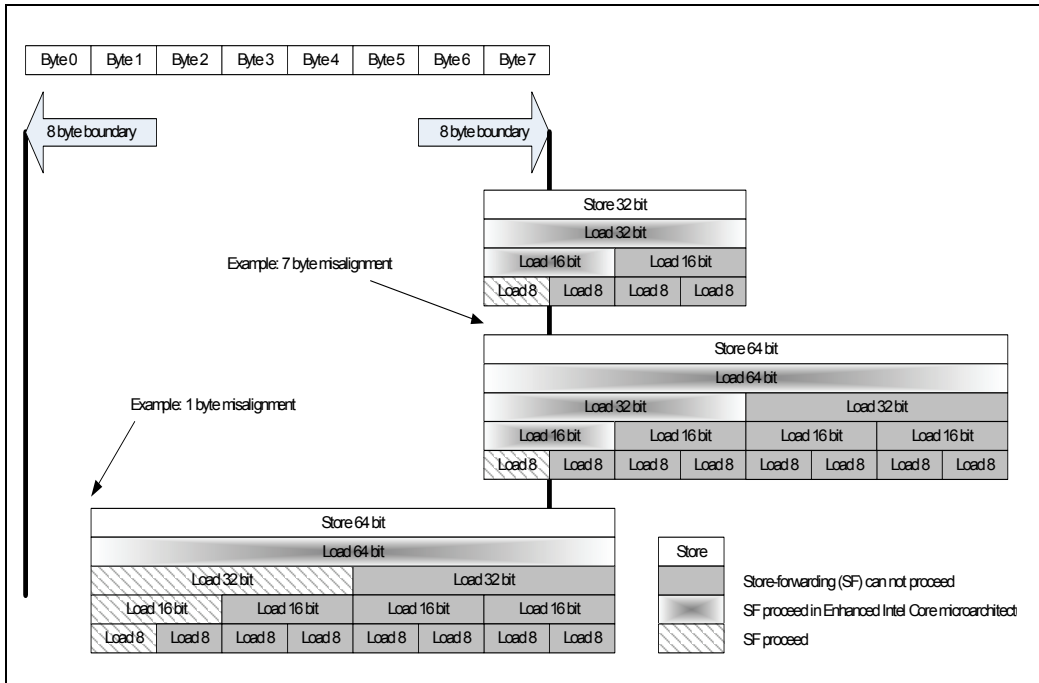 Byte 0 Byte 1 Byte 2 Byte 3 Byte 4 Byte 5 Byte 6 Byte 7
8 byte boundary 8 byte boundary
Store 32 bit
Load 32 bit
Example: 7 byte misalignment
Load 16 bit Load 16 bit
Load 8 Load 8 Load 8 Load 8
Store 64 bit
Load 64 bit
Example: 1 byte misalignment
Load 32 bit Load 32 bit
Load 16 bit Load 16 bit Load 16 bit Load 16 bit
Load 8 Load 8 Load 8 Load 8 Load 8 Load 8 Load 8 Load 8
Store 64 bit
Load 64 bit
Load 32 bit Load 32 bit
Load 16 bit Load 16 bit Load 16 bit Load 16 bit
Load 8 Load 8 Load 8 Load 8 Load 8 Load 8 Load 8 Load 8
Store
Store-forwarding (SF) can not proceed
SF proceed in Enhanced Intel Core microarchitect
SF proceed